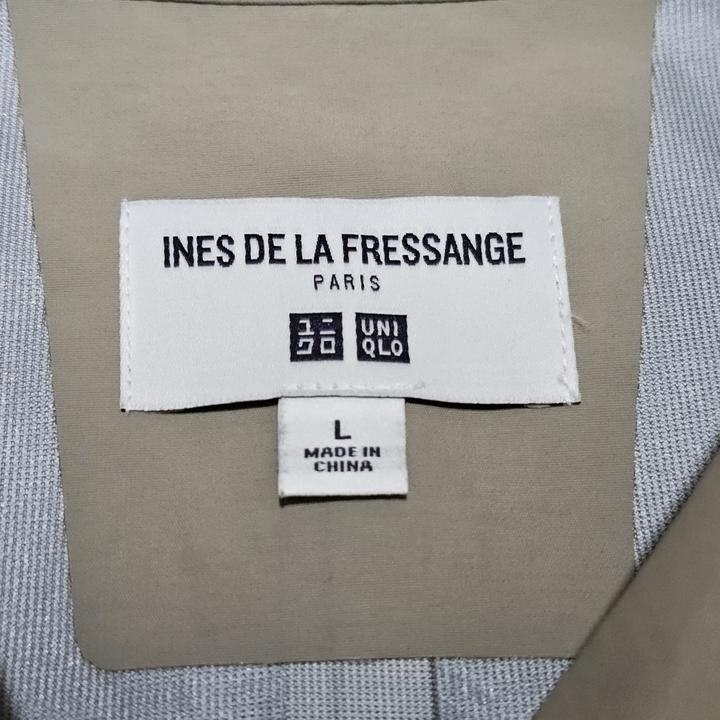 INES DE LA FRESSANGE
PARIS
ユニ UNI
クロ QLO
L
MADE IN
CHINA